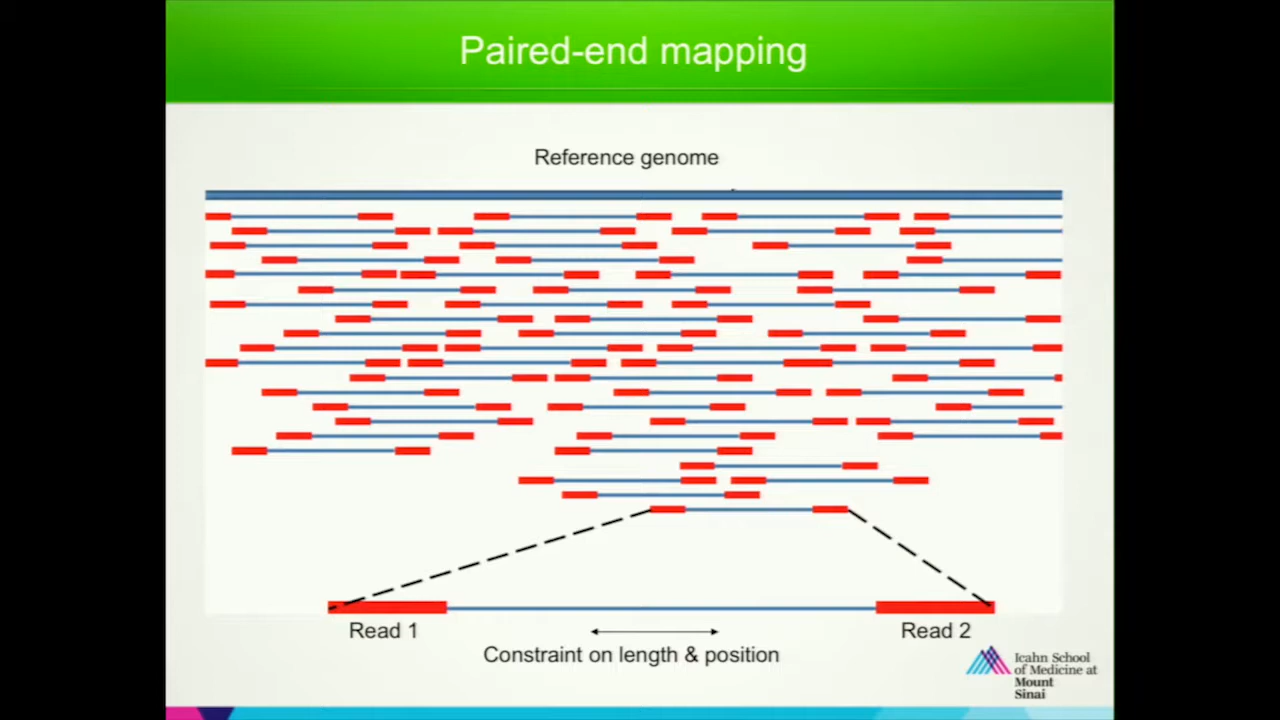 Paired-end mapping
Reference genome
Read 1
Read 2
Constraint on length & position
Icahn School
of Medicine at
Mount
Sinai